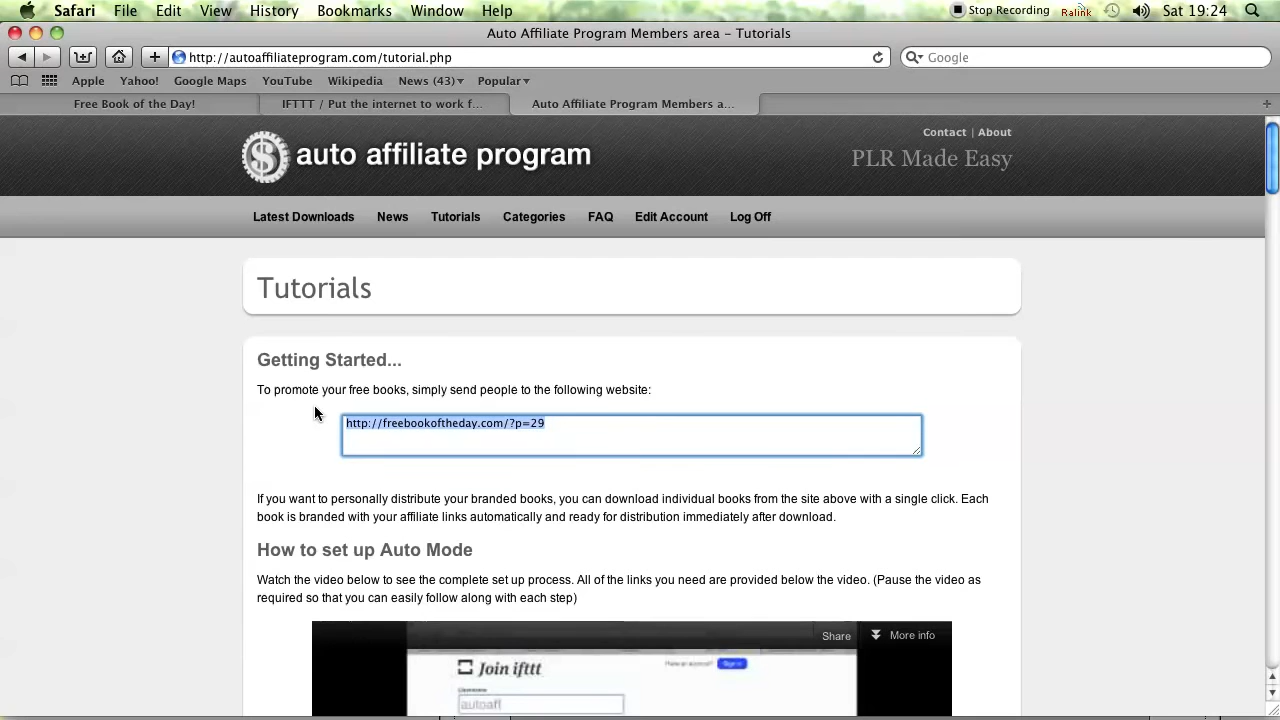 Safari File Edit View History Bookmarks Window Help Stop Recording Ralink Sat 19:24
Auto Affiliate Program Members area – Tutorials
http://autoaffiliateprogram.com/tutorial.php Google
Apple Yahoo! Google Maps YouTube Wikipedia News (43) Popular
Free Book of the Day! IFTTT / Put the internet to work f... Auto Affiliate Program Members a...
Contact | About
auto affiliate program PLR Made Easy
Latest Downloads News Tutorials Categories FAQ Edit Account Log Off
Tutorials
Getting Started...
To promote your free books, simply send people to the following website:
http://freebookoftheday.com/?p=29
If you want to personally distribute your branded books, you can download individual books from the site above with a single click. Each
book is branded with your affiliate links automatically and ready for distribution immediately after download.
How to set up Auto Mode
Watch the video below to see the complete set up process. All of the links you need are provided below the video. (Pause the video as
required so that you can easily follow along with each step)
Share More info
Join ifttt Have an account? Sign in
Username
autoaff